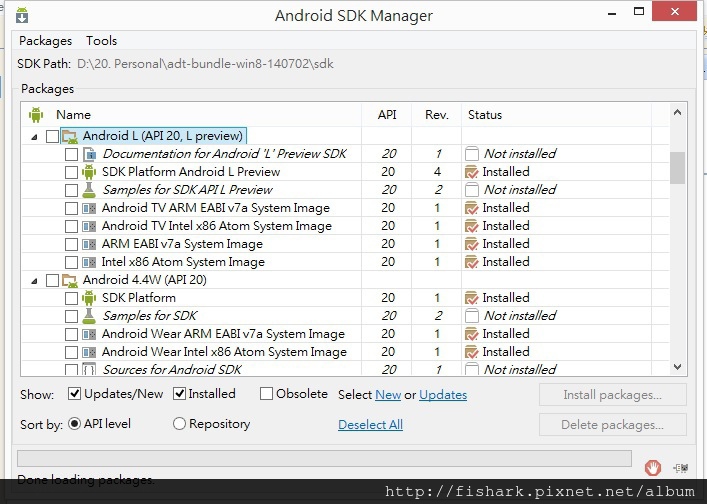 Android SDK Manager
Packages Tools
SDK Path: D:\20. Personal\adt-bundle-win8-140702\sdk
Packages
Name API Rev. Status
Android L (API 20, L preview)
Documentation for Android 'L' Preview SDK 20 1 Not installed
SDK Platform Android L Preview 20 4 Installed
Samples for SDK API L Preview 20 2 Not installed
Android TV ARM EABI v7a System Image 20 1 Installed
Android TV Intel x86 Atom System Image 20 1 Installed
ARM EABI v7a System Image 20 1 Installed
Intel x86 Atom System Image 20 1 Installed
Android 4.4W (API 20)
SDK Platform 20 1 Installed
Samples for SDK 20 2 Not installed
Android Wear ARM EABI v7a System Image 20 1 Installed
Android Wear Intel x86 Atom System Image 20 1 Installed
Sources for Android SDK 20 1 Not installed
Show: Updates/New Installed Obsolete Select New or Updates Install packages...
Sort by: API level Repository Deselect All Delete packages...
Done loading packages.
http://fishark.pixnet.net/album